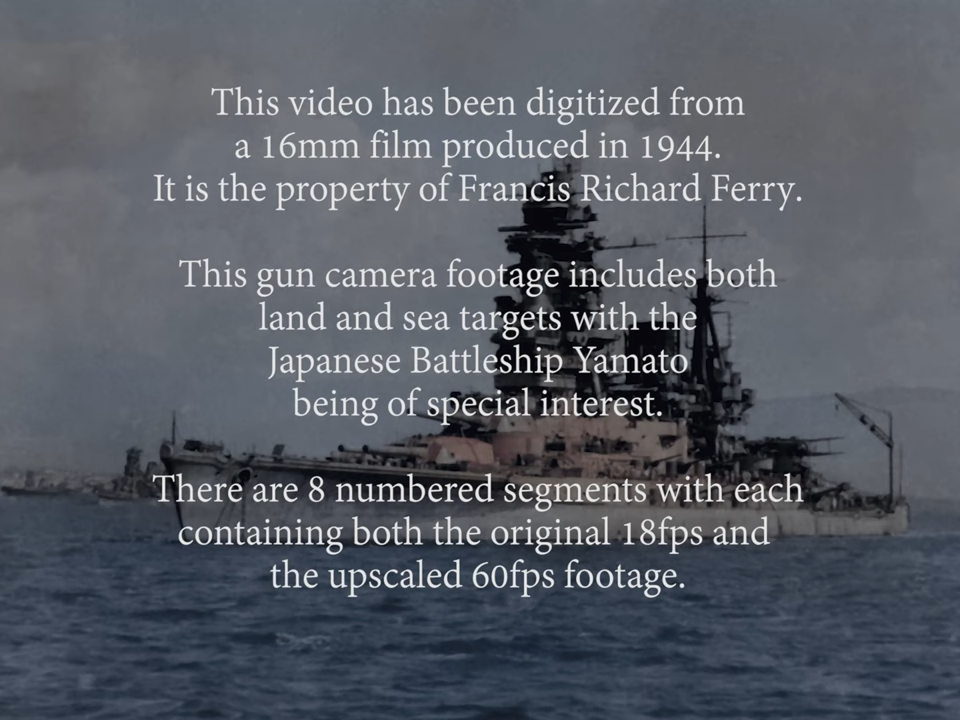 This video has been digitized from
a 16mm film produced in 1944.
It is the property of Francis Richard Ferry.
This gun camera footage includes both
land and sea targets with the
Japanese Battleship Yamato
being of special interest.
There are 8 numbered segments with each
containing both the original 18fps and
the upscaled 60fps footage.